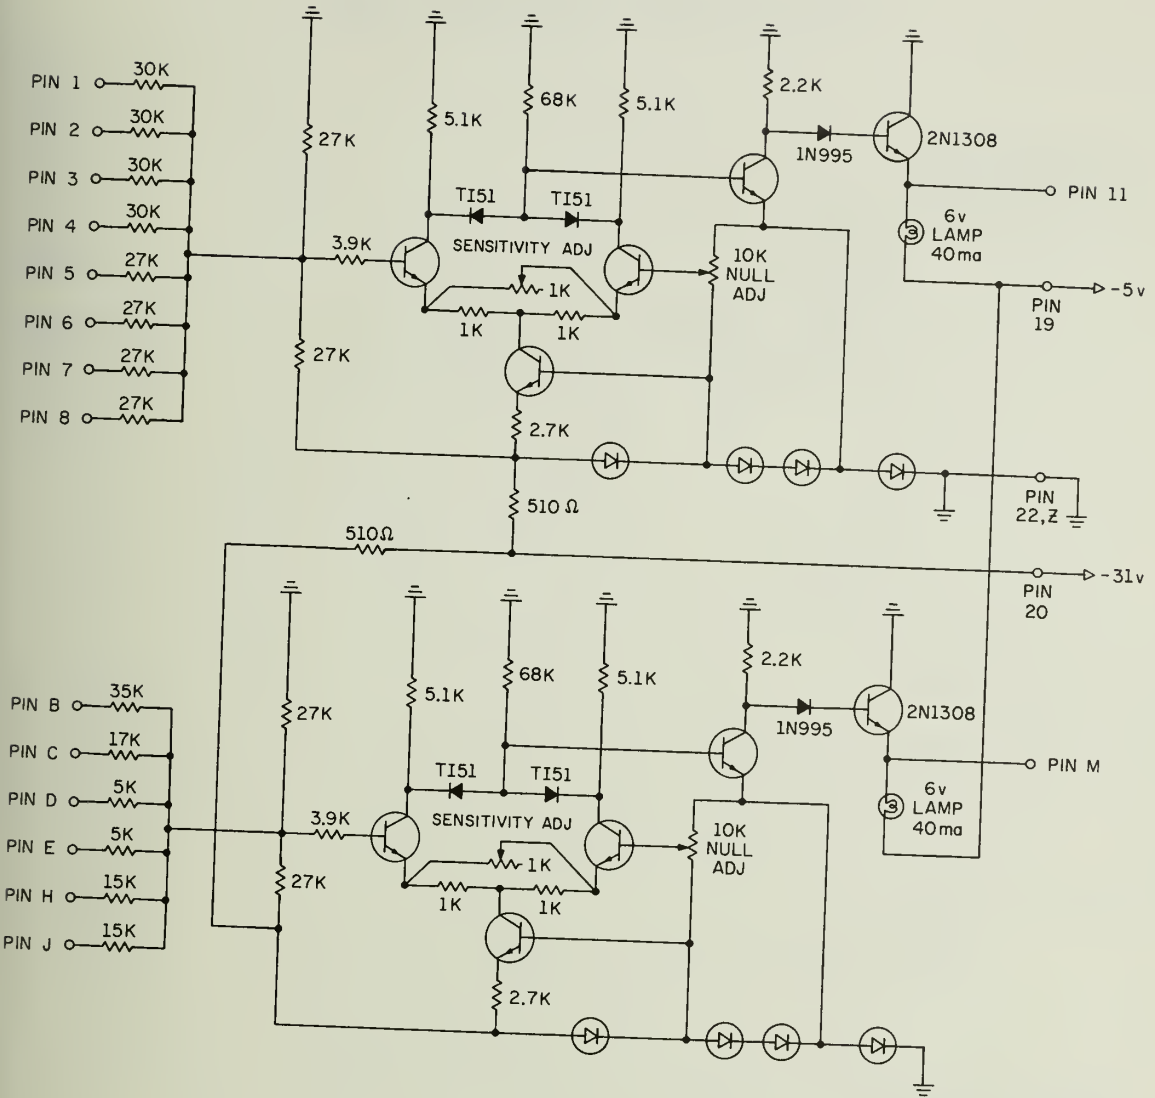 PIN 1
30K
PIN 2
30K
PIN 3
30K
PIN 4
30K
PIN 5
27K
PIN 6
27K
PIN 7
27K
PIN 8
27K
27K
27K
3.9K
5.1K
68K
5.1K
TI51
TI51
SENSITIVITY ADJ
1K
1K
1K
2.7K
510Ω
10K
NULL
ADJ
2.2K
1N995
2N1308
PIN 11
6v
LAMP
40ma
PIN
19
-5v
PIN
22,Z
510Ω
-31v
PIN
20
PIN B
35K
PIN C
17K
PIN D
5K
PIN E
5K
PIN H
15K
PIN J
15K
27K
27K
3.9K
5.1K
68K
5.1K
TI51
TI51
SENSITIVITY ADJ
1K
1K
1K
2.7K
10K
NULL
ADJ
2.2K
1N995
2N1308
PIN M
6v
LAMP
40ma